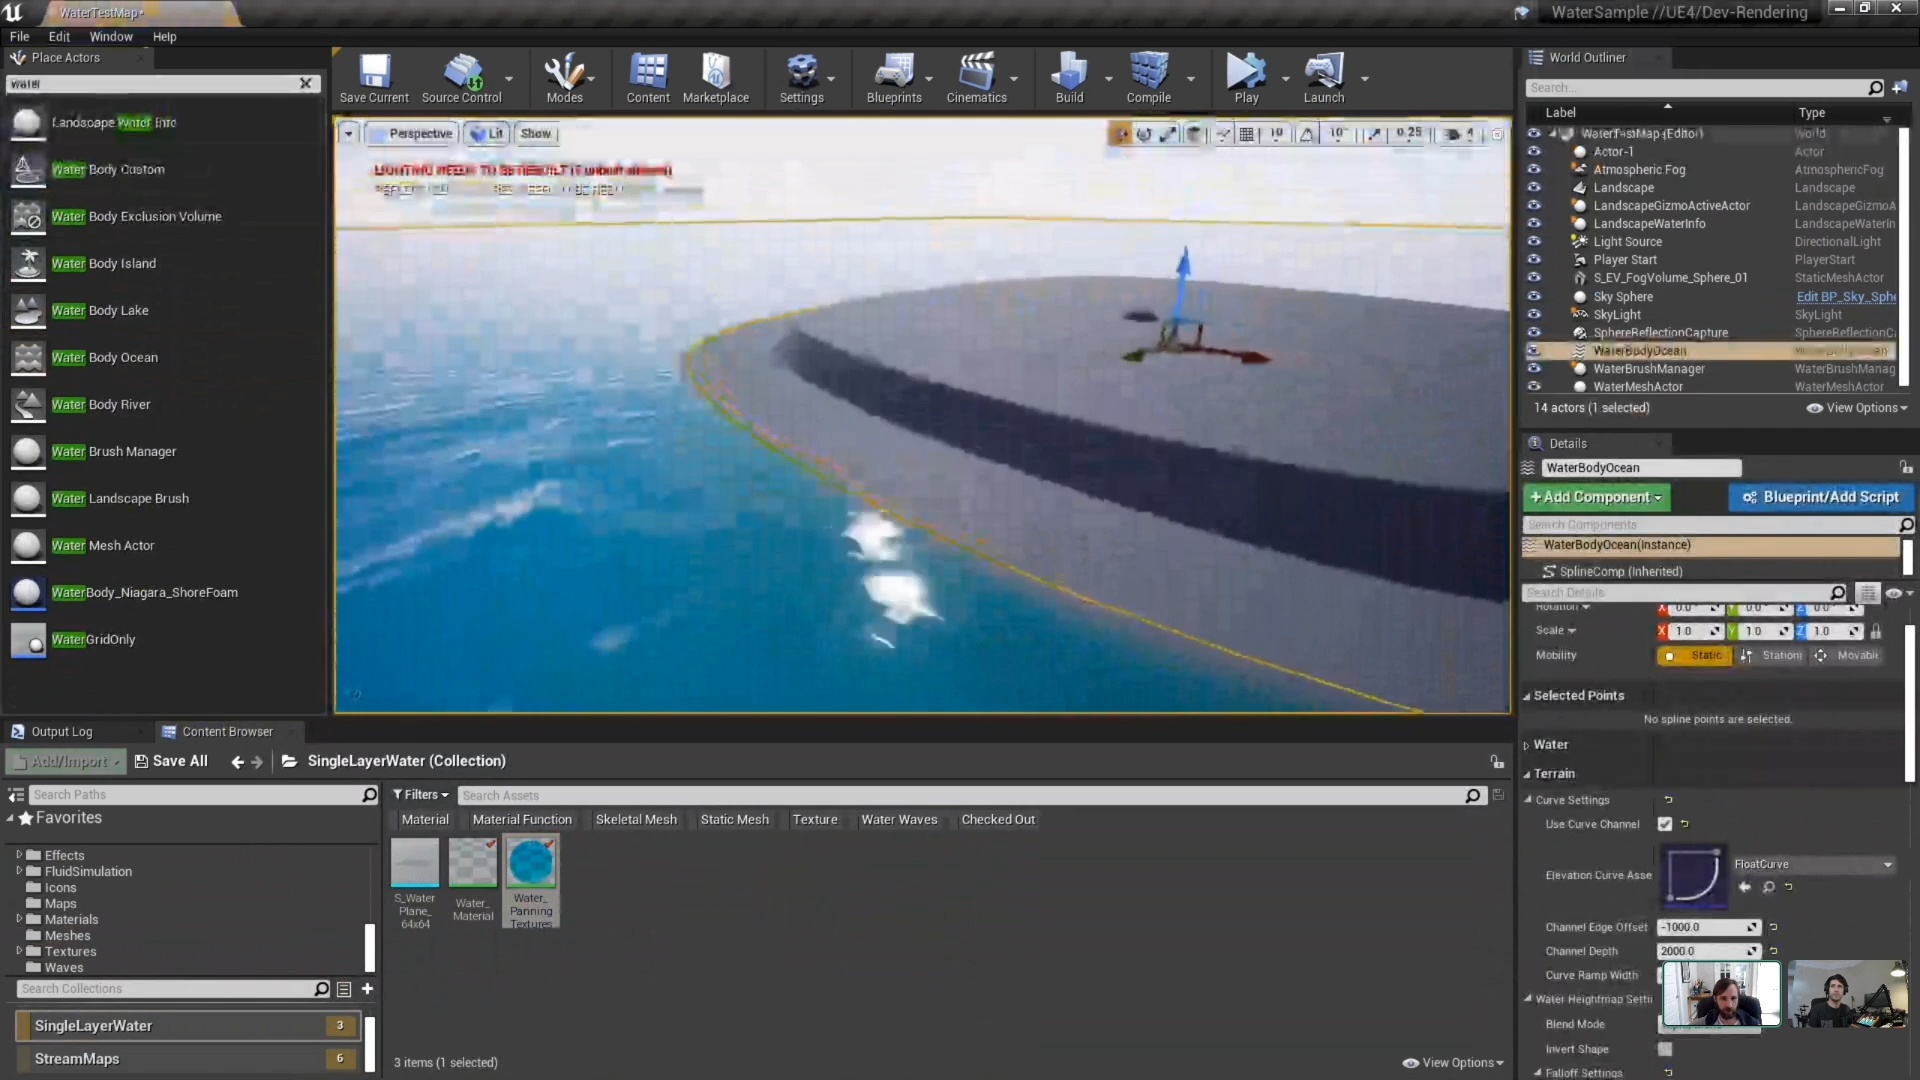 WaterTestMap*
WaterSample //UE4/Dev-Rendering
File Edit Window Help
Place Actors
water
Landscape Water Info
Water Body Custom
Water Body Exclusion Volume
Water Body Island
Water Body Lake
Water Body Ocean
Water Body River
Water Brush Manager
Water Landscape Brush
Water Mesh Actor
WaterBody_Niagara_ShoreFoam
WaterGridOnly
Save Current Source Control Modes Content Marketplace Settings Blueprints Cinematics Build Compile Play Launch
Perspective Lit Show
10 10° 0.25 4
LIGHTING NEEDS TO BE REBUILT
World Outliner
Search...
Label Type
WaterTestMap (Editor) World
Actor-1 Actor
Atmospheric Fog AtmosphericFog
Landscape Landscape
LandscapeGizmoActiveActor LandscapeGizmoA
LandscapeWaterInfo LandscapeWaterIn
Light Source DirectionalLight
Player Start PlayerStart
S_EV_FogVolume_Sphere_01 StaticMeshActor
Sky Sphere Edit BP_Sky_Sphe
SkyLight SkyLight
SphereReflectionCapture SphereReflectionCa
WaterBodyOcean WaterBodyOcean
WaterBrushManager WaterBrushManag
WaterMeshActor WaterMeshActor
14 actors (1 selected) View Options
Details
WaterBodyOcean
+Add Component Blueprint/Add Script
Search Components
WaterBodyOcean(Instance)
SplineComp (Inherited)
Search Details
Rotation X 0.0° Y 0.0° Z 0.0°
Scale X 1.0 Y 1.0 Z 1.0
Mobility Static Station Movabl
Selected Points
No spline points are selected.
Water
Terrain
Curve Settings
Use Curve Channel
Elevation Curve Asse FloatCurve
Channel Edge Offset -1000.0
Channel Depth 2000.0
Curve Ramp Width
Water Heightmap Setti
Blend Mode
Invert Shape
Falloff Settings
Output Log Content Browser
Add/Import Save All SingleLayerWater (Collection)
Search Paths
Favorites
Effects
FluidSimulation
Icons
Maps
Materials
Meshes
Textures
Waves
Search Collections
SingleLayerWater 3
StreamMaps 6
Filters Search Assets
Material Material Function Skeletal Mesh Static Mesh Texture Water Waves Checked Out
S_Water
Plane_
64x64
Water_
Material
Water_
Panning
Textures
3 items (1 selected) View Options